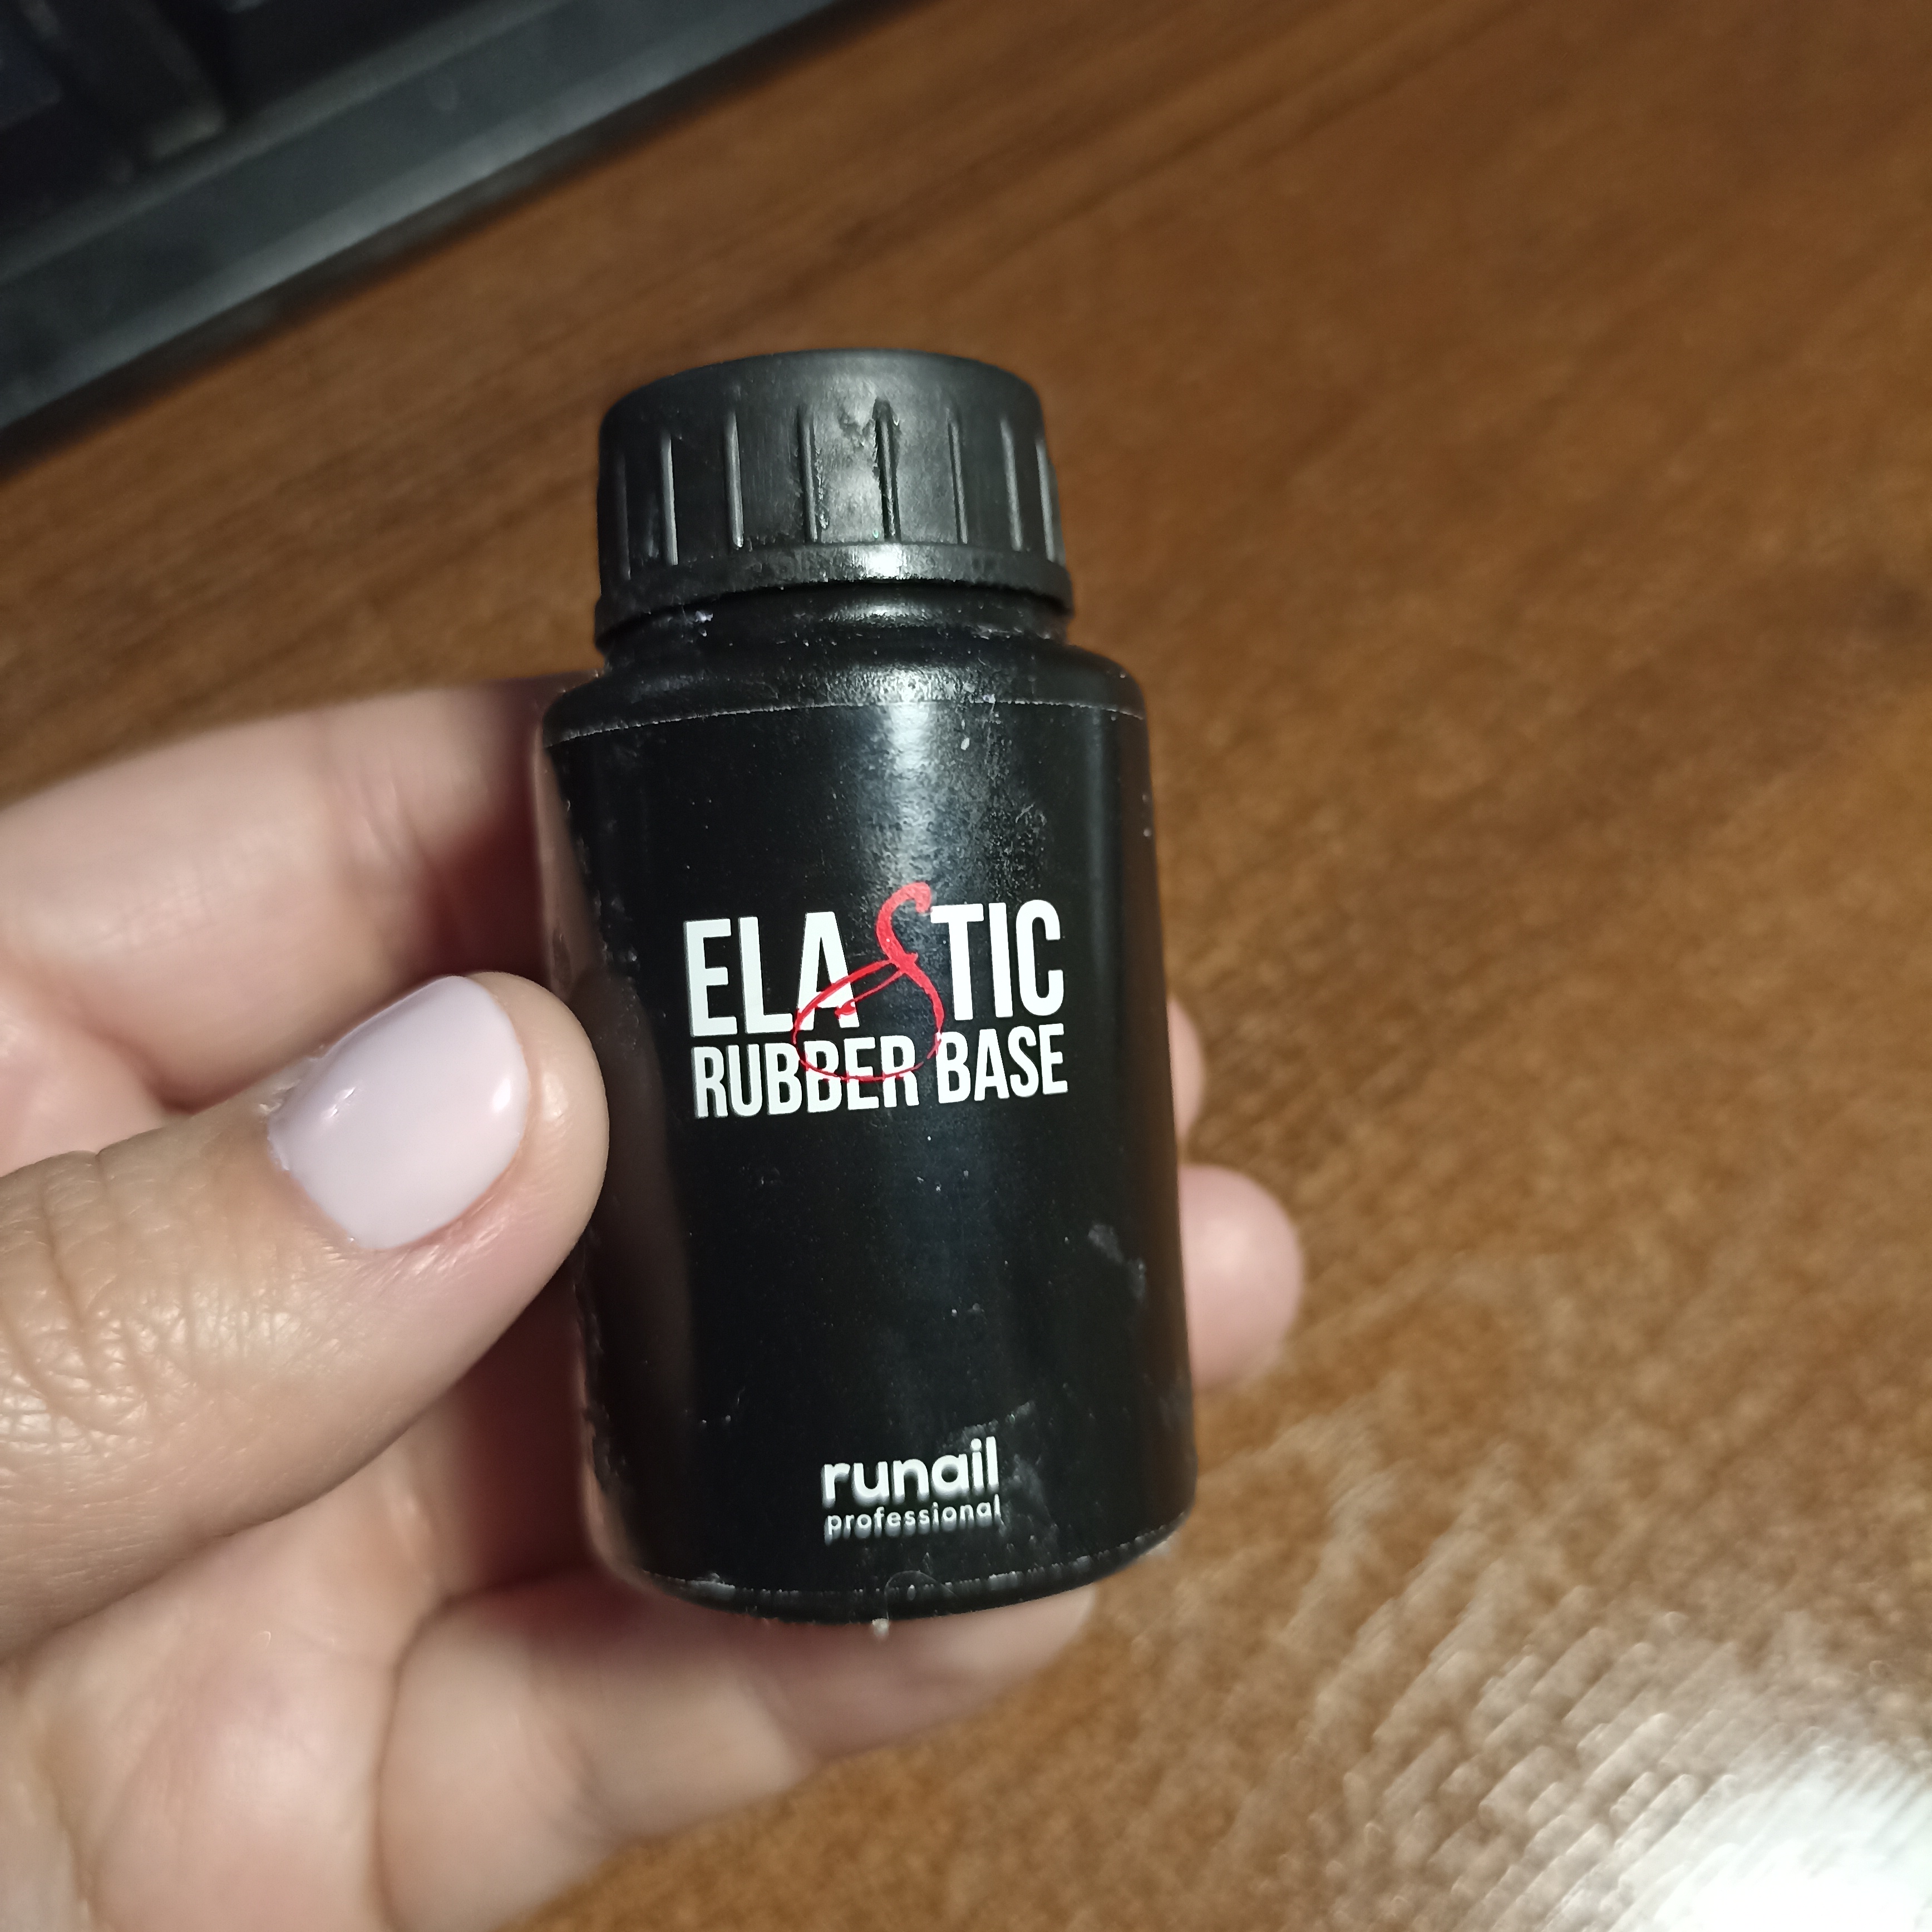 ELASTIC
RUBBER BASE
runail
professional